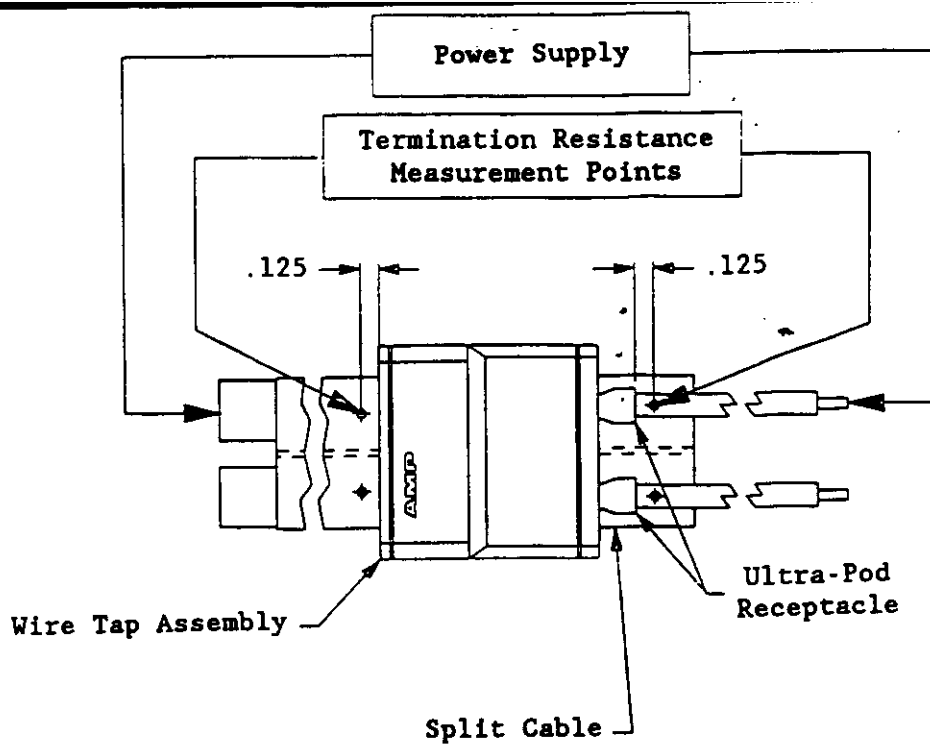 Power Supply
Termination Resistance
Measurement Points
.125
.125
AMP
Ultra-Pod
Receptacle
Wire Tap Assembly
Split Cable